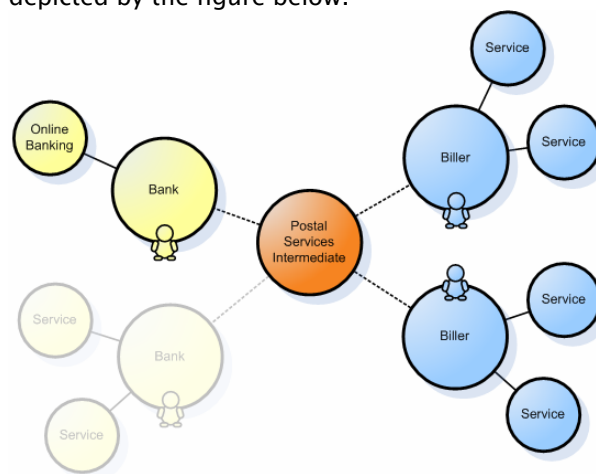 depicted by the figure below.
Service
Online
Banking
Bank
Biller
Service
Postal
Services
Intermediate
Service
Bank
Service
Biller
Service
Service
Service